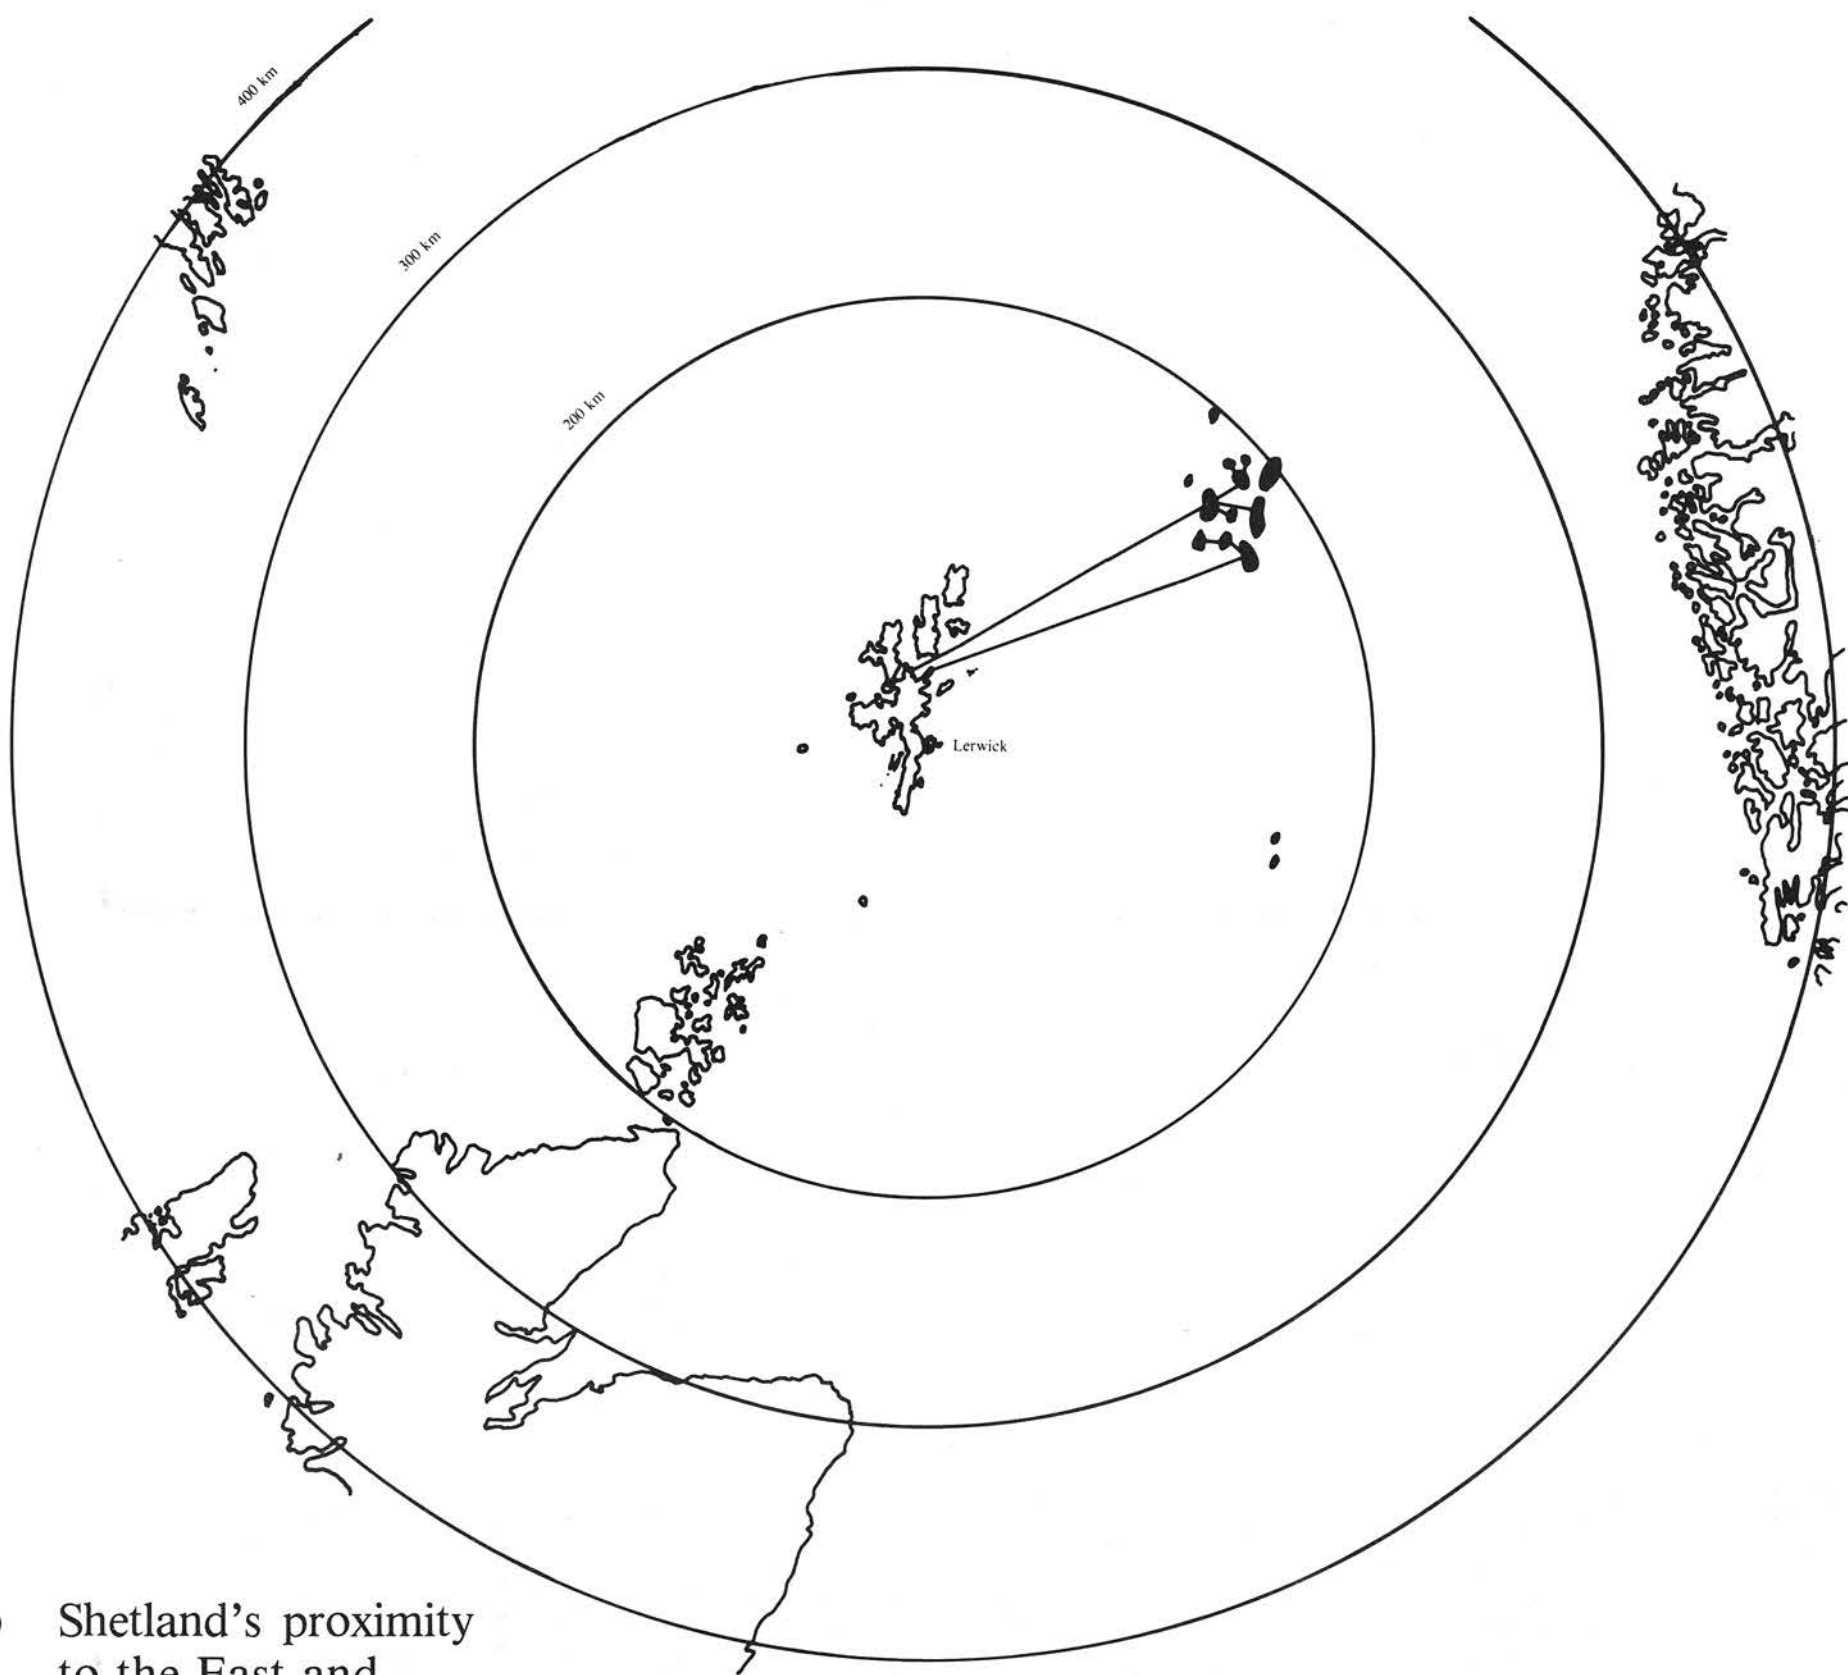 400 km
300 km
200 km
Lerwick
Shetland's proximity
to the East and